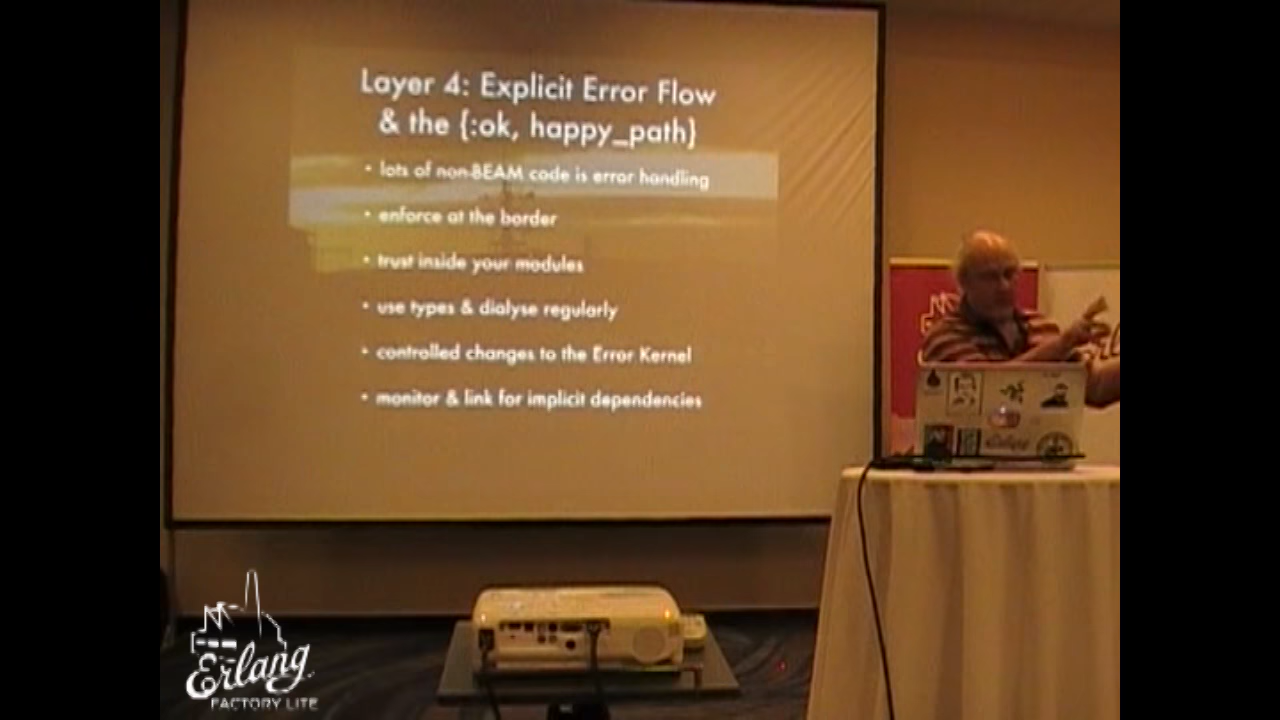 Layer 4: Explicit Error Flow
& the {:ok, happy_path}
• lots of non-BEAM code is error handling
• enforce at the border
• trust inside your modules
• use types & dialyse regularly
• controlled changes to the Error Kernel
• monitor & link for implicit dependencies
Erlang
FACTORY LITE